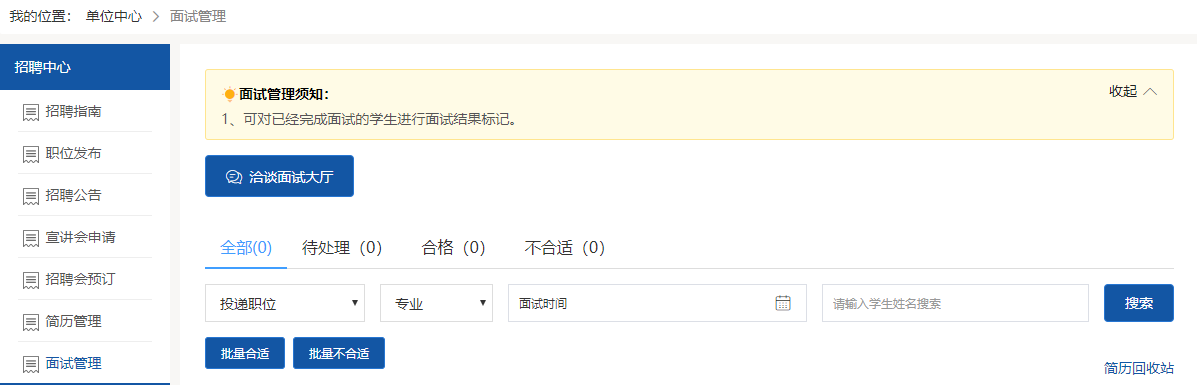 我的位置： 单位中心 > 面试管理
招聘中心
招聘指南
职位发布
招聘公告
宣讲会申请
招聘会预订
简历管理
面试管理
面试管理须知：
收起
1、可对已经完成面试的学生进行面试结果标记。
洽谈面试大厅
全部(0) 待处理（0） 合格（0） 不合适（0）
投递职位 专业 面试时间 请输入学生姓名搜索 搜索
批量合适 批量不合适
简历回收站